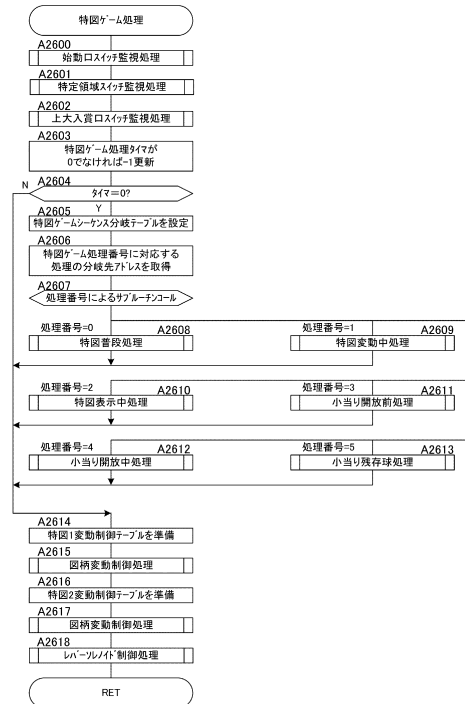 特図ゲーム処理
A2600
始動口スイッチ監視処理
A2601
特定領域スイッチ監視処理
A2602
上大入賞口スイッチ監視処理
A2603
特図ゲーム処理タイマが
0でなければ-1更新
A2604
N
タイマ=0?
Y
A2605
特図ゲームシーケンス分岐テーブルを設定
A2606
特図ゲーム処理番号に対応する
処理の分岐先アドレスを取得
A2607
処理番号によるサブルーチンコール
処理番号=0 A2608
特図普段処理
処理番号=1 A2609
特図変動中処理
処理番号=2 A2610
特図表示中処理
処理番号=3 A2611
小当り開放前処理
処理番号=4 A2612
小当り開放中処理
処理番号=5 A2613
小当り残存球処理
A2614
特図1変動制御テーブルを準備
A2615
図柄変動制御処理
A2616
特図2変動制御テーブルを準備
A2617
図柄変動制御処理
A2618
レバーソレノイド制御処理
RET